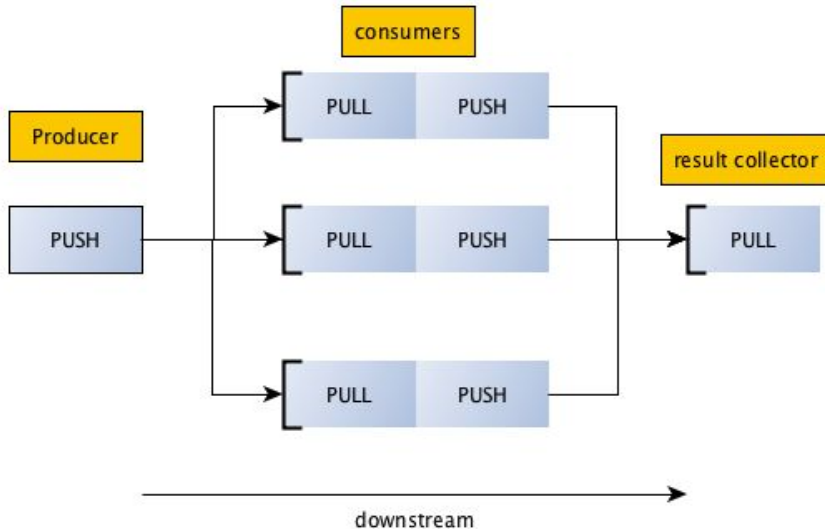 consumers
PULL
PUSH
Producer
result collector
PUSH
PULL
PUSH
PULL
PULL
PUSH
downstream